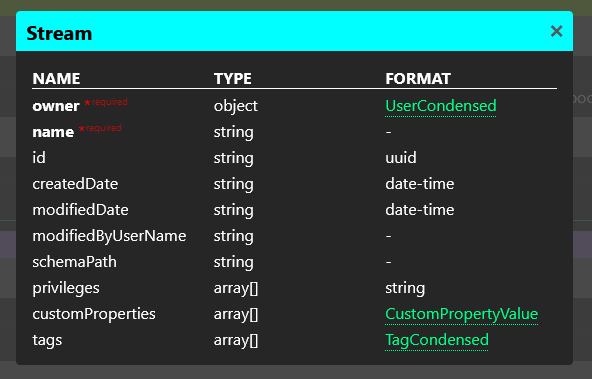 Stream ×
NAME TYPE FORMAT
owner ★required object UserCondensed
name ★required string -
id string uuid
createdDate string date-time
modifiedDate string date-time
modifiedByUserName string -
schemaPath string -
privileges array[] string
customProperties array[] CustomPropertyValue
tags array[] TagCondensed